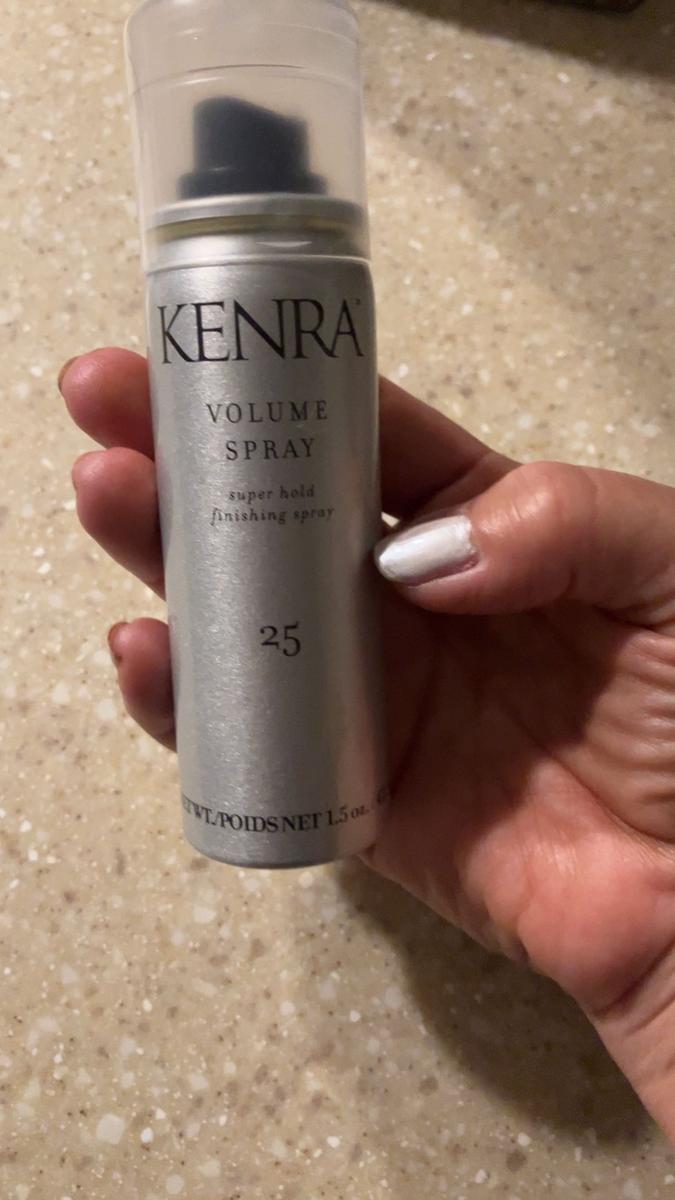 KENRA
VOLUME
SPRAY
super hold
finishing spray
25
WT./POIDS NET 1.5 oz.